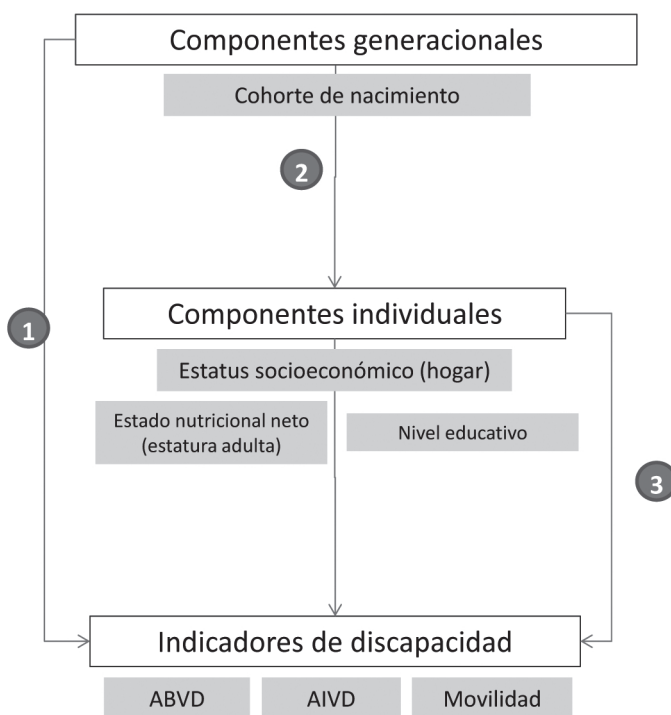 Componentes generacionales
Cohorte de nacimiento
2
Componentes individuales
1
Estatus socioeconómico (hogar)
Estado nutricional neto
(estatura adulta)
Nivel educativo
3
Indicadores de discapacidad
ABVD
AIVD
Movilidad